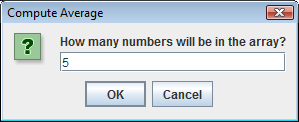 Compute Average
How many numbers will be in the array?
5
OK
Cancel